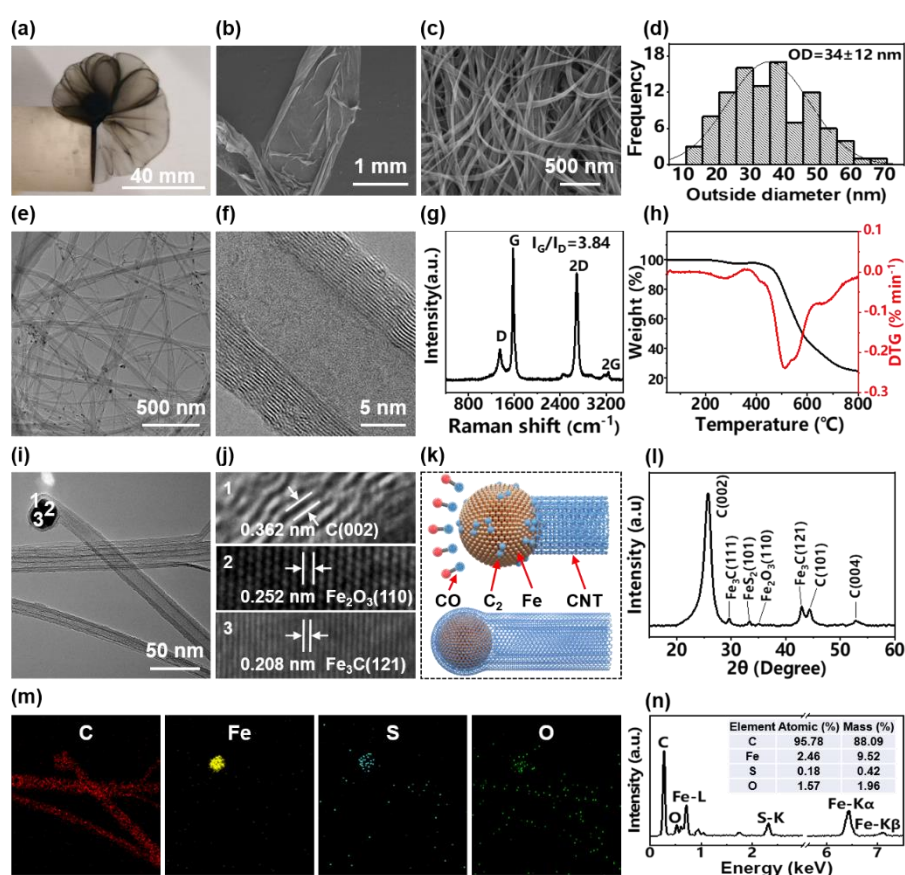 (a)
40 mm
(b)
1 mm
(c)
500 nm
(d)
Frequency
18
12
6
0
OD=34±12 nm
10 20 30 40 50 60 70
Outside diameter (nm)
(e)
500 nm
(f)
5 nm
(g)
Intensity(a.u.)
I_G/I_D=3.84
G
D
2D
2G
400 1600 2400 3200
Raman shift (cm⁻¹)
(h)
Weight (%)
100
80
60
40
20
0.1
0.0
-0.1
-0.2
-0.3
DTG (% min⁻¹)
0 200 400 600 800
Temperature (℃)
(i)
1
2
3
50 nm
(j)
1
0.362 nm C(002)
2
0.252 nm Fe₂O₃(110)
3
0.208 nm Fe₃C(121)
(k)
CO C₂ Fe CNT
(l)
Intensity (a.u)
C(002)
Fe₃C(111)
FeS₂(101)
Fe₂O₃(110)
Fe₃C(121)
C(101)
C(004)
20 30 40 50 60
2θ (Degree)
(m)
C
Fe
S
O
(n)
Intensity (a.u.)
Element Atomic (%) Mass (%)
C 95.78 88.09
Fe 2.46 9.52
S 0.18 0.42
O 1.57 1.96
C
O
Fe-L
S-K
Fe-Kα
Fe-Kβ
0 1 2 6 7
Energy (keV)